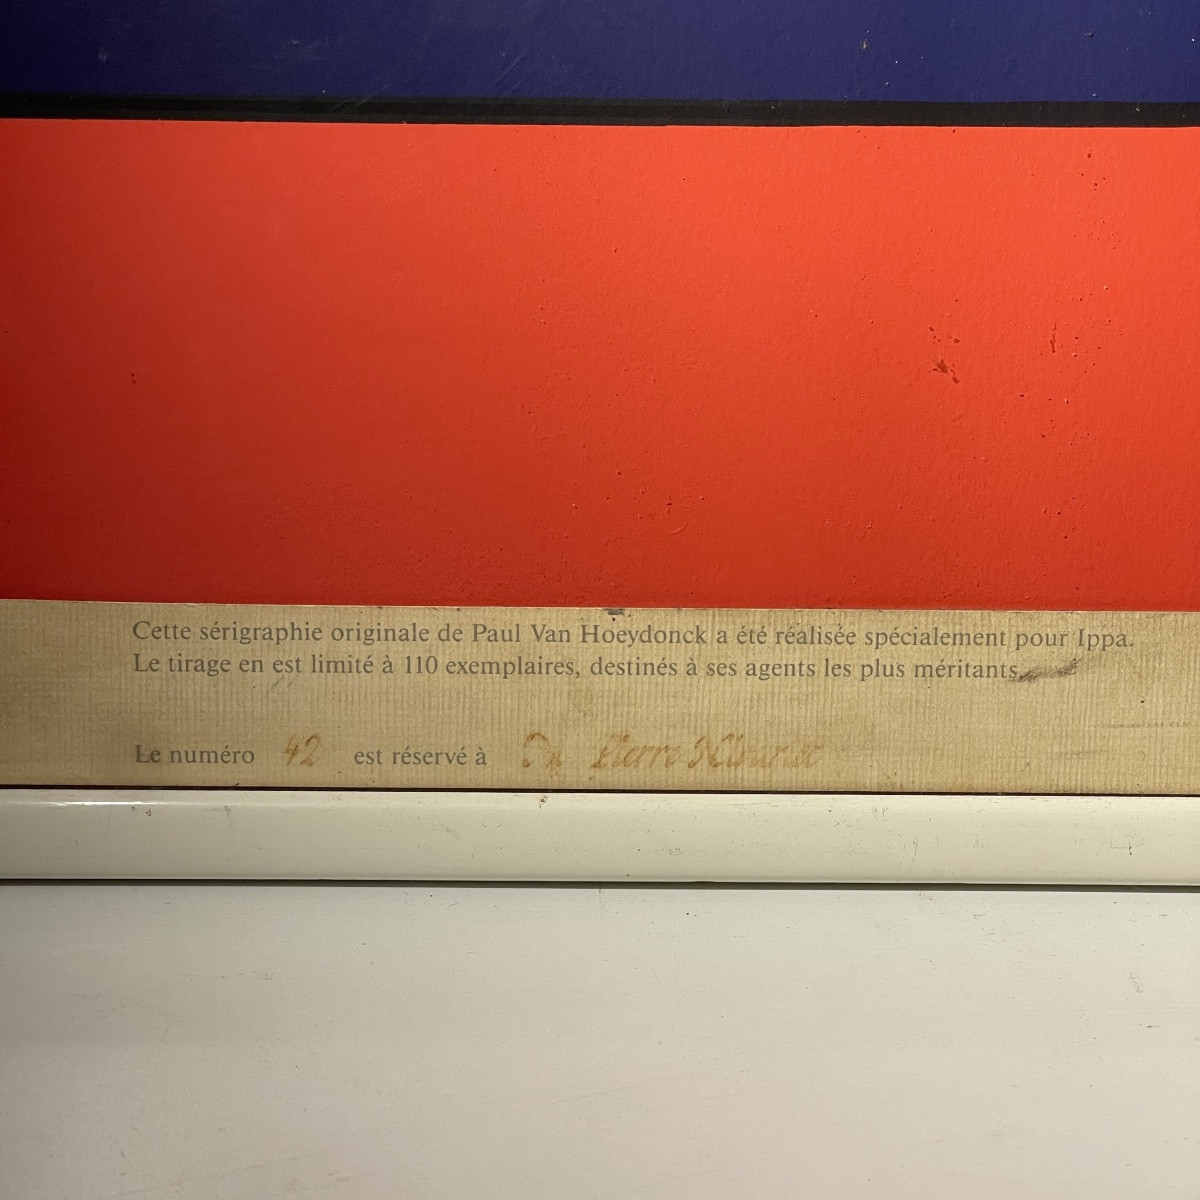 Cette sérigraphie originale de Paul Van Hoeydonck a été réalisée spécialement pour Ippa.
Le tirage en est limité à 110 exemplaires, destinés à ses agents les plus méritants.
Le numéro 42 est réservé à Pierre